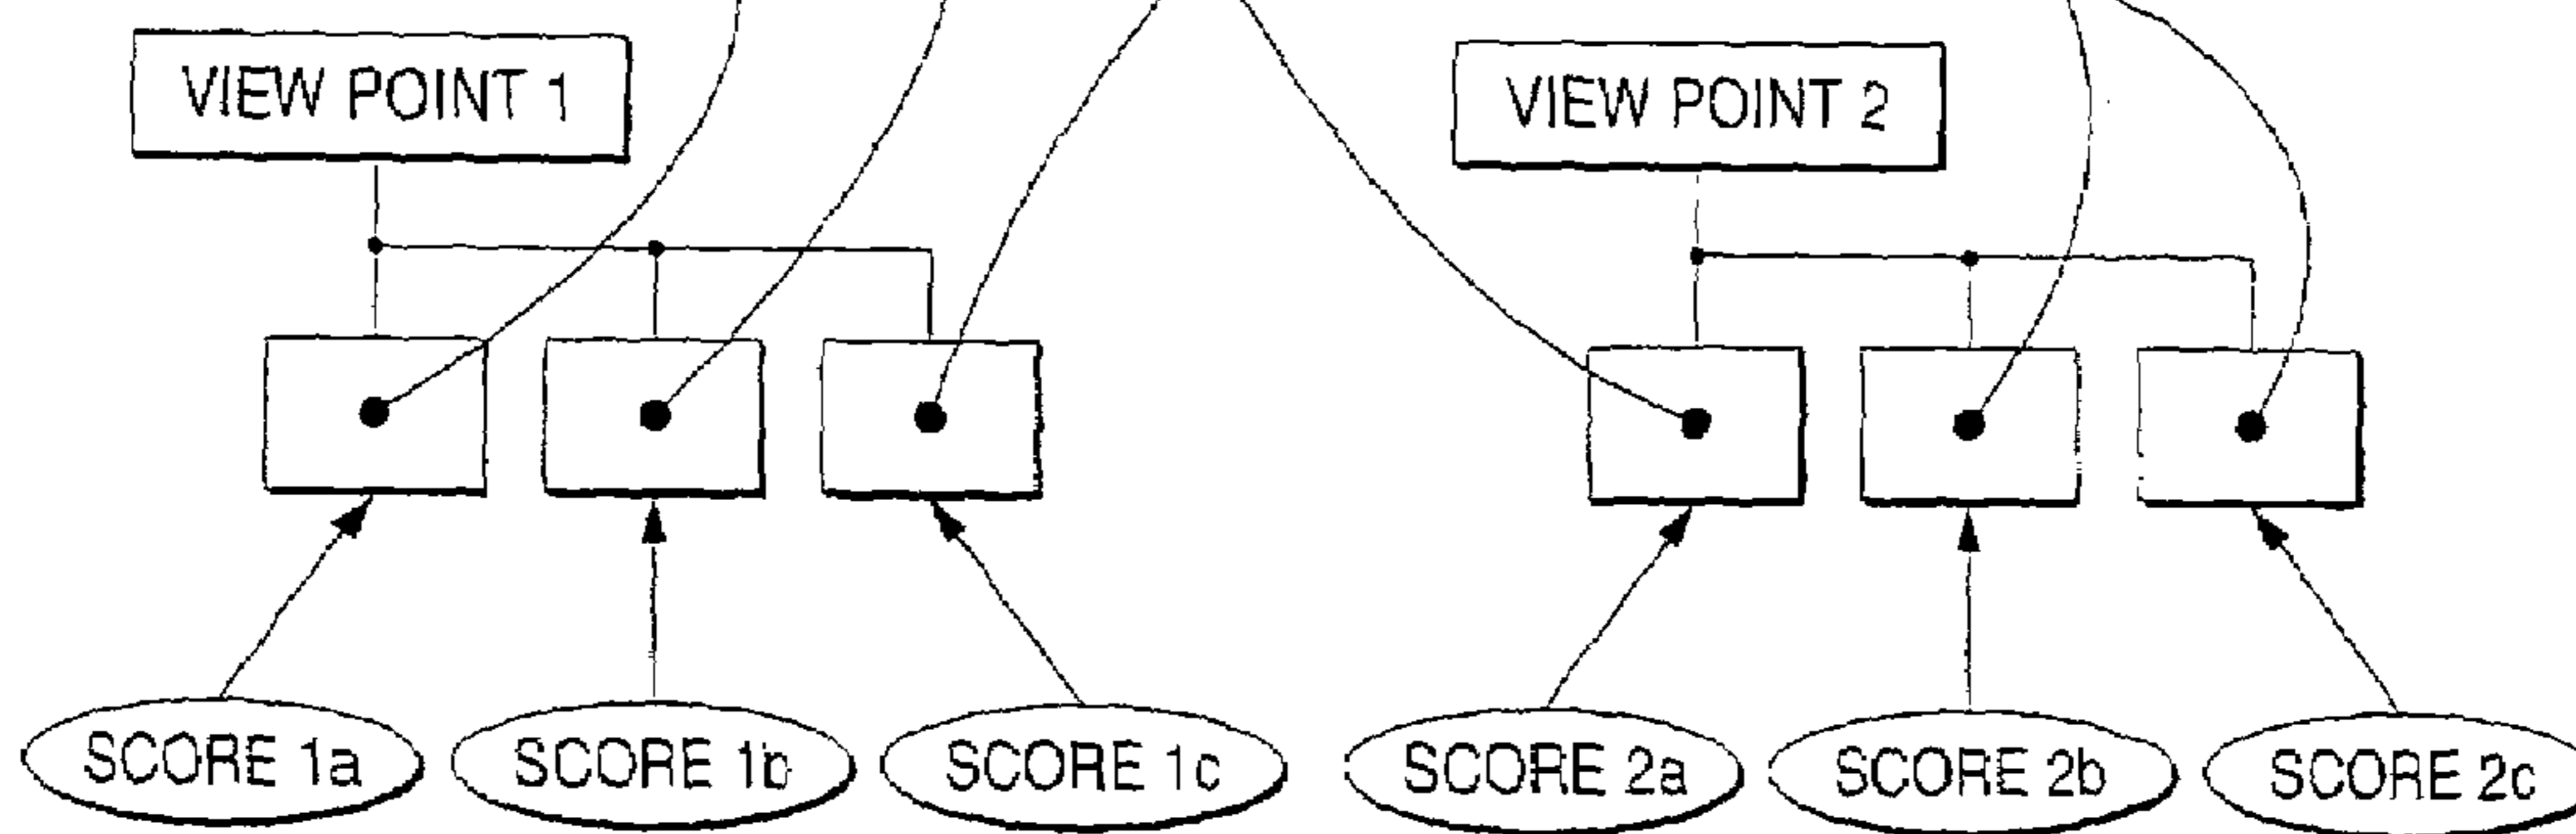 VIEW POINT 1
VIEW POINT 2
SCORE 1a
SCORE 1b
SCORE 1c
SCORE 2a
SCORE 2b
SCORE 2c